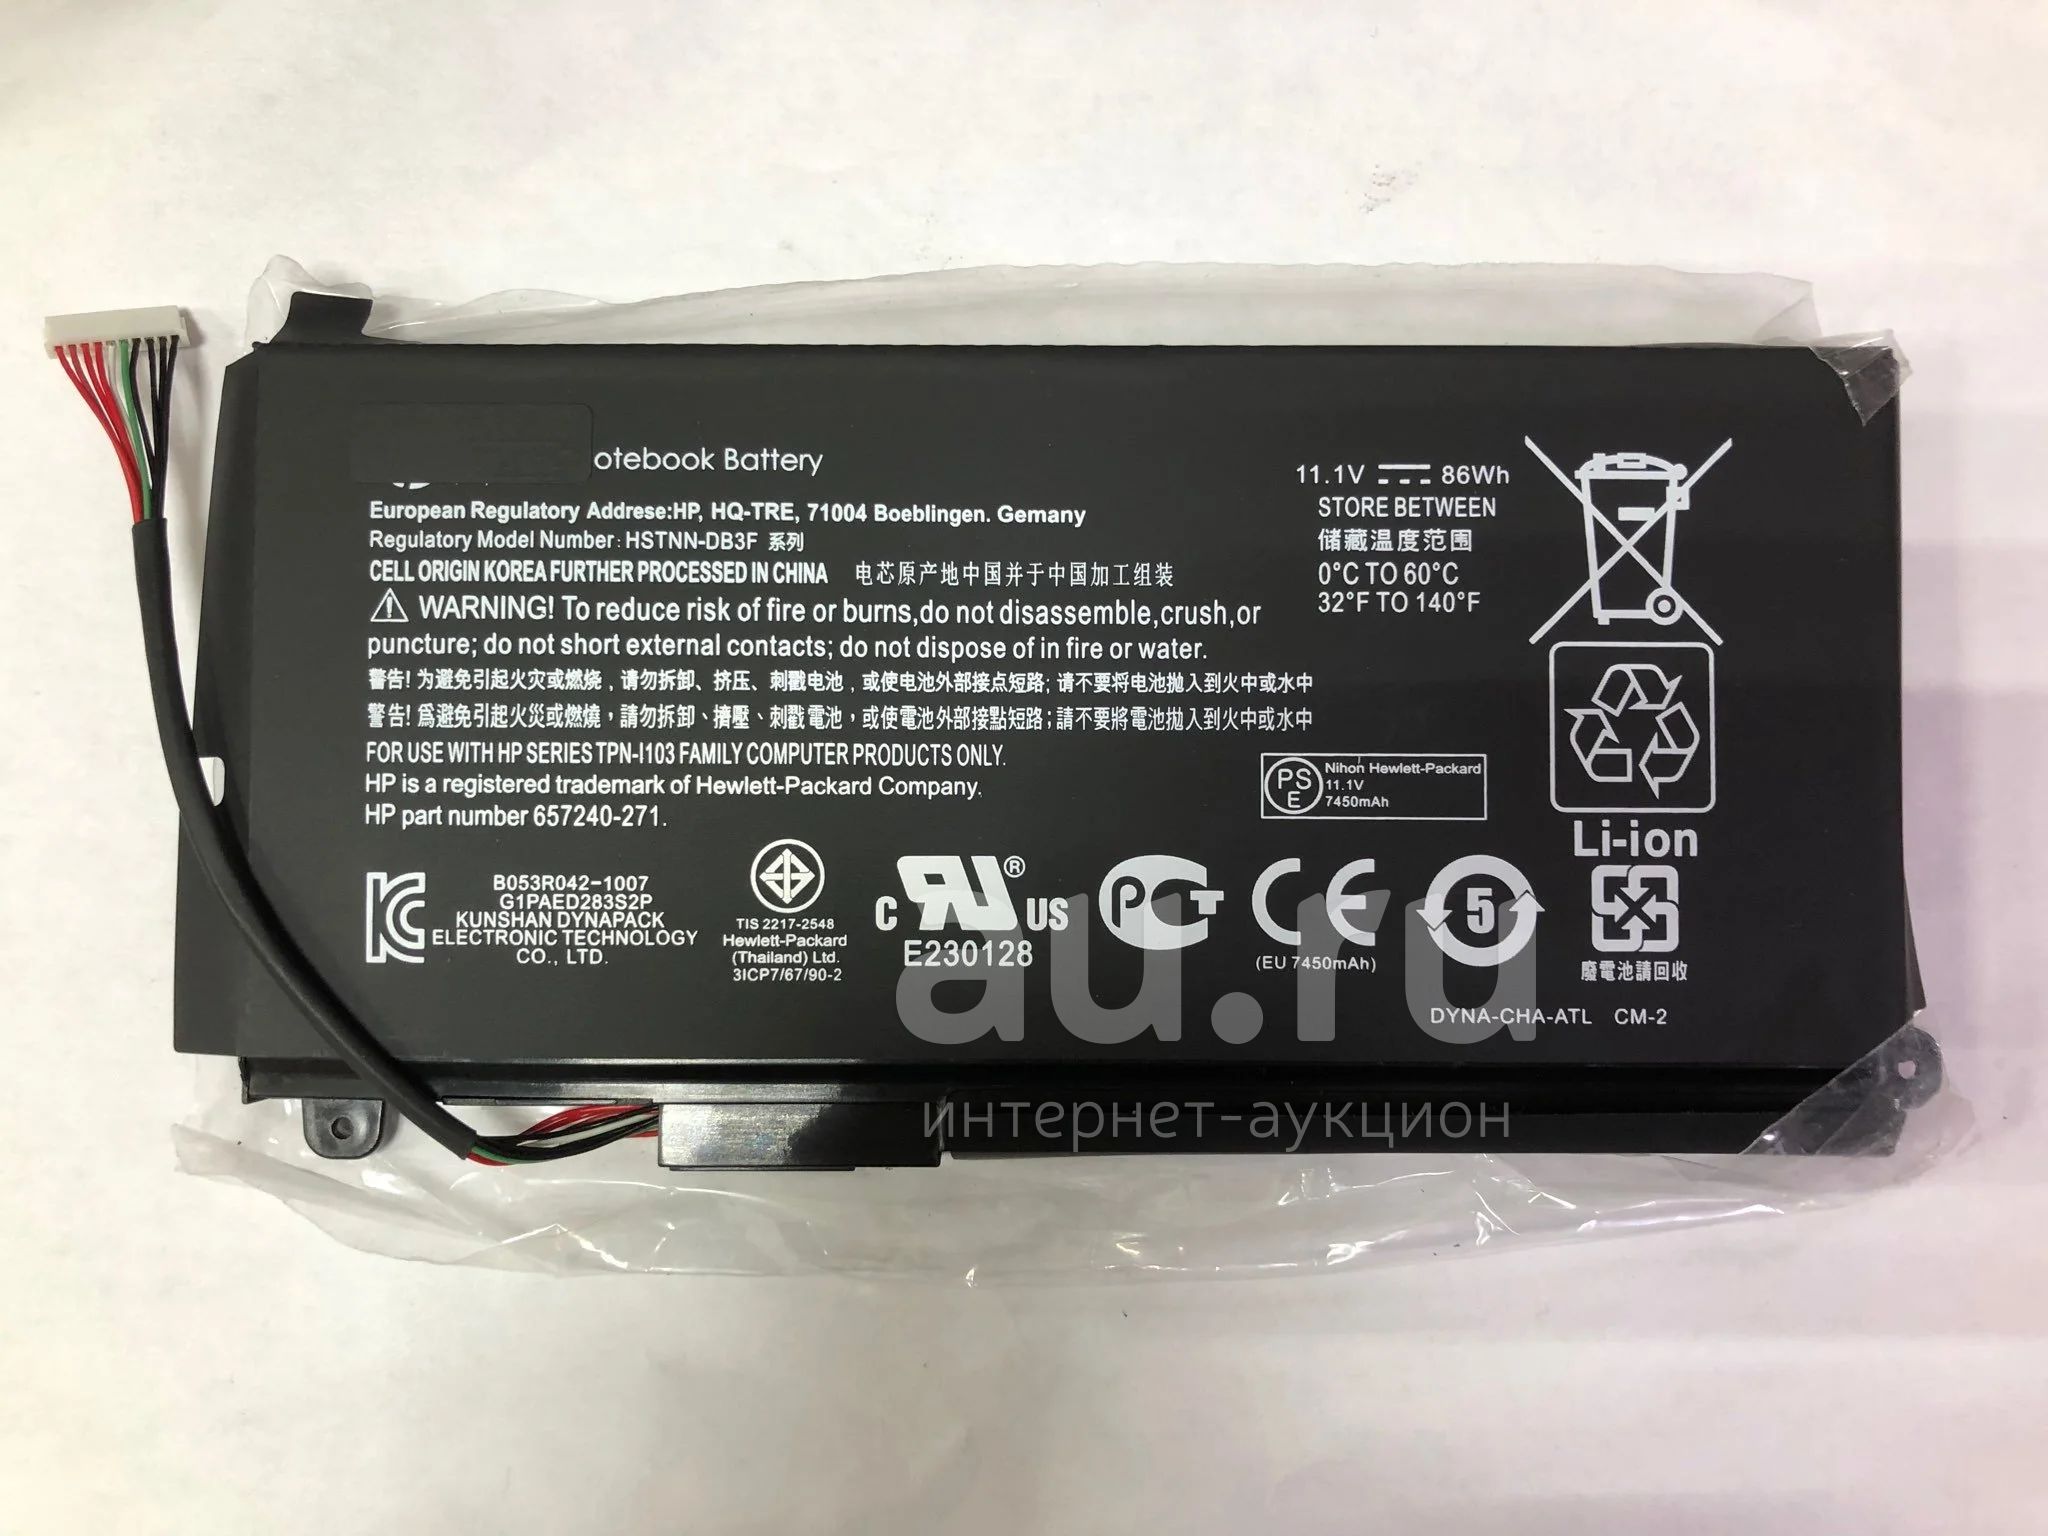 otebook Battery
European Regulatory Addrese:HP, HQ-TRE, 71004 Boeblingen. Gemany
Regulatory Model Number: HSTNN-DB3F 系列
CELL ORIGIN KOREA FURTHER PROCESSED IN CHINA 电芯原产地中国并于中国加工组装
WARNING! To reduce risk of fire or burns,do not disassemble,crush,or
puncture; do not short external contacts; do not dispose of in fire or water.
警告! 为避免引起火灾或燃烧，请勿拆卸、挤压、刺戳电池，或使电池外部接点短路; 请不要将电池拋入到火中或水中
警告! 爲避免引起火災或燃燒，請勿拆卸、擠壓、刺戳電池，或使電池外部接點短路; 請不要將電池拋入到火中或水中
FOR USE WITH HP SERIES TPN-I103 FAMILY COMPUTER PRODUCTS ONLY.
HP is a registered trademark of Hewlett-Packard Company.
HP part number 657240-271.
11.1V 86Wh
STORE BETWEEN
储藏温度范围
0°C TO 60°C
32°F TO 140°F
PS
E
Nihon Hewlett-Packard
11.1V
7450mAh
Li-ion
B053R042-1007
G1PAED283S2P
KUNSHAN DYNAPACK
ELECTRONIC TECHNOLOGY
CO., LTD.
TIS 2217-2548
Hewlett-Packard
(Thailand) Ltd.
3ICP7/67/90-2
C RU® US
E230128
PCT
CE
(EU 7450mAh)
5
廢電池請回收
DYNA-CHA-ATL CM-2
au.ru
интернет-аукцион